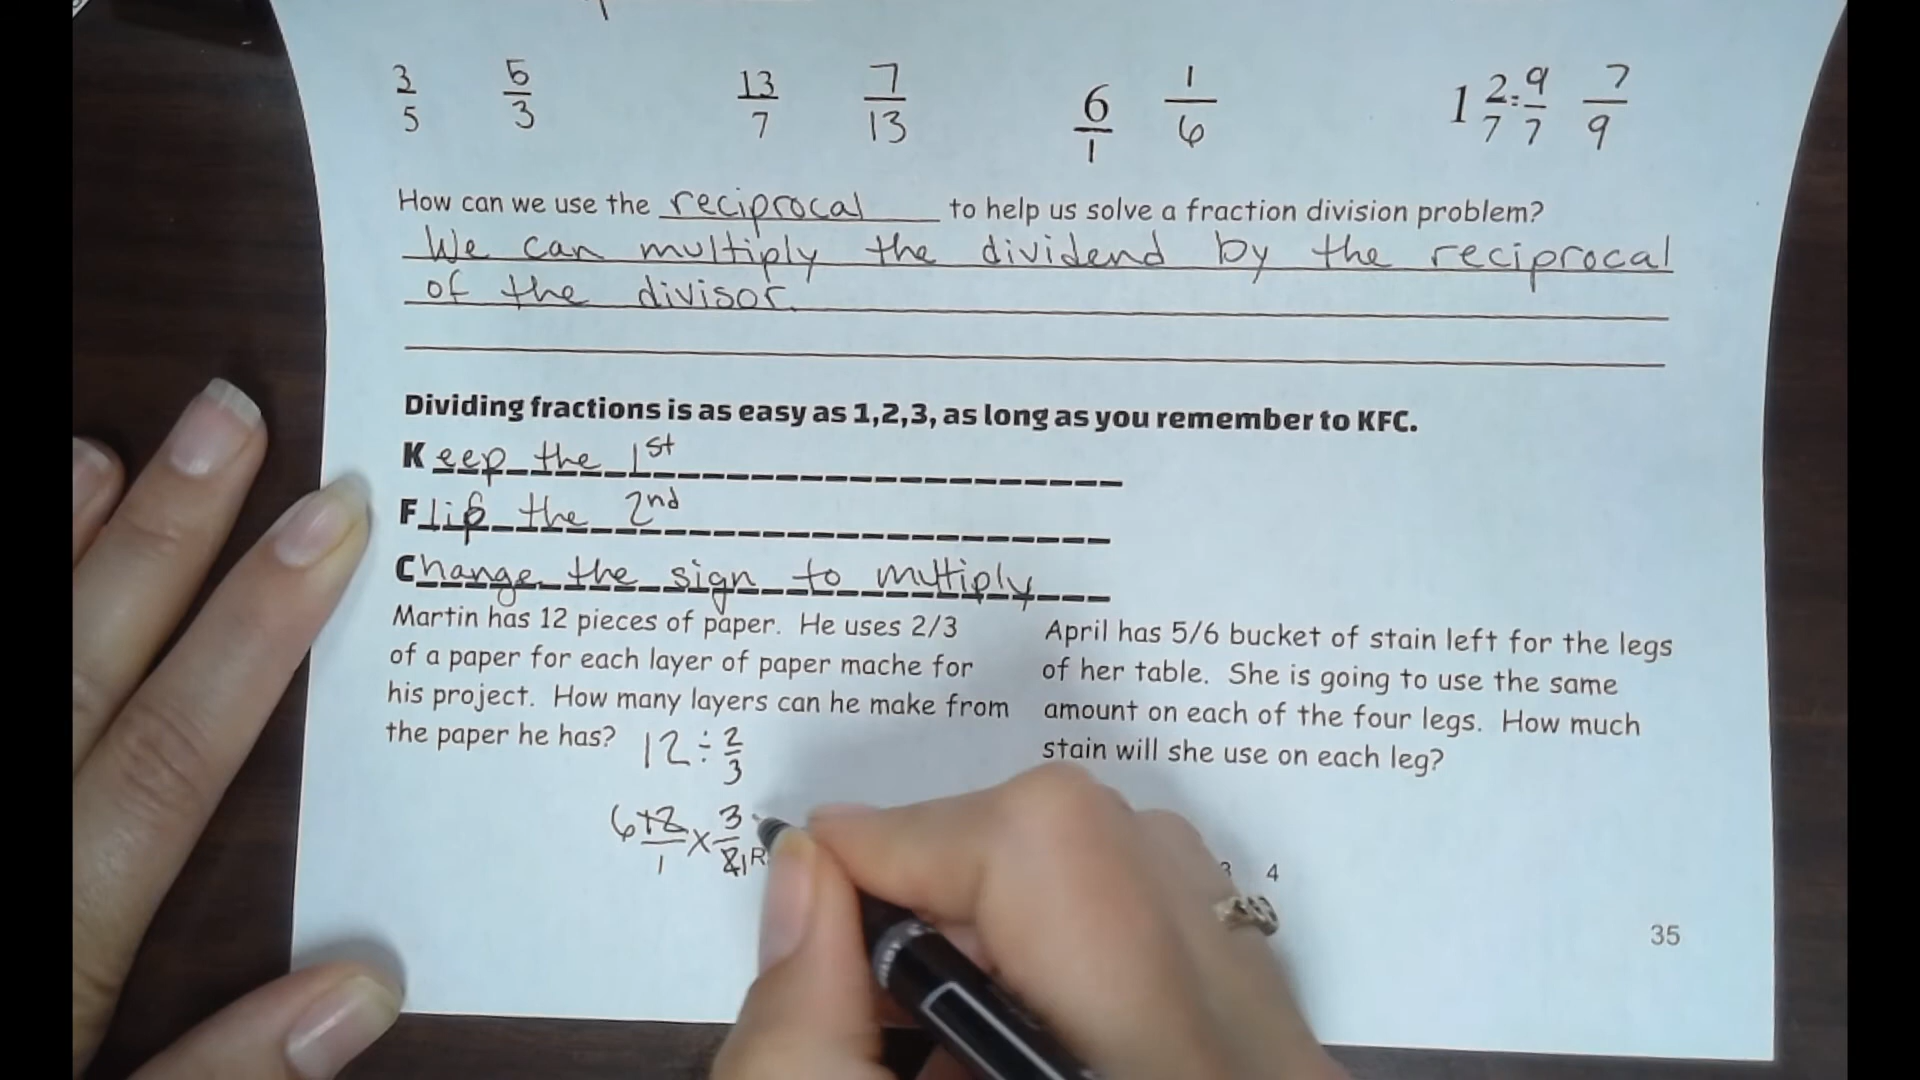 3/5 5/3 13/7 7/13 6/1 1/6 1 2/7 = 9/7 7/9
How can we use the reciprocal to help us solve a fraction division problem?
We can multiply the dividend by the reciprocal
of the divisor.
Dividing fractions is as easy as 1,2,3, as long as you remember to KFC.
Keep the 1st
Flip the 2nd
Change the sign to multiply
Martin has 12 pieces of paper. He uses 2/3
of a paper for each layer of paper mache for
his project. How many layers can he make from
the paper he has? 12 ÷ 2/3
6 12/1 x 3/2 1
April has 5/6 bucket of stain left for the legs
of her table. She is going to use the same
amount on each of the four legs. How much
stain will she use on each leg?
3 4
35